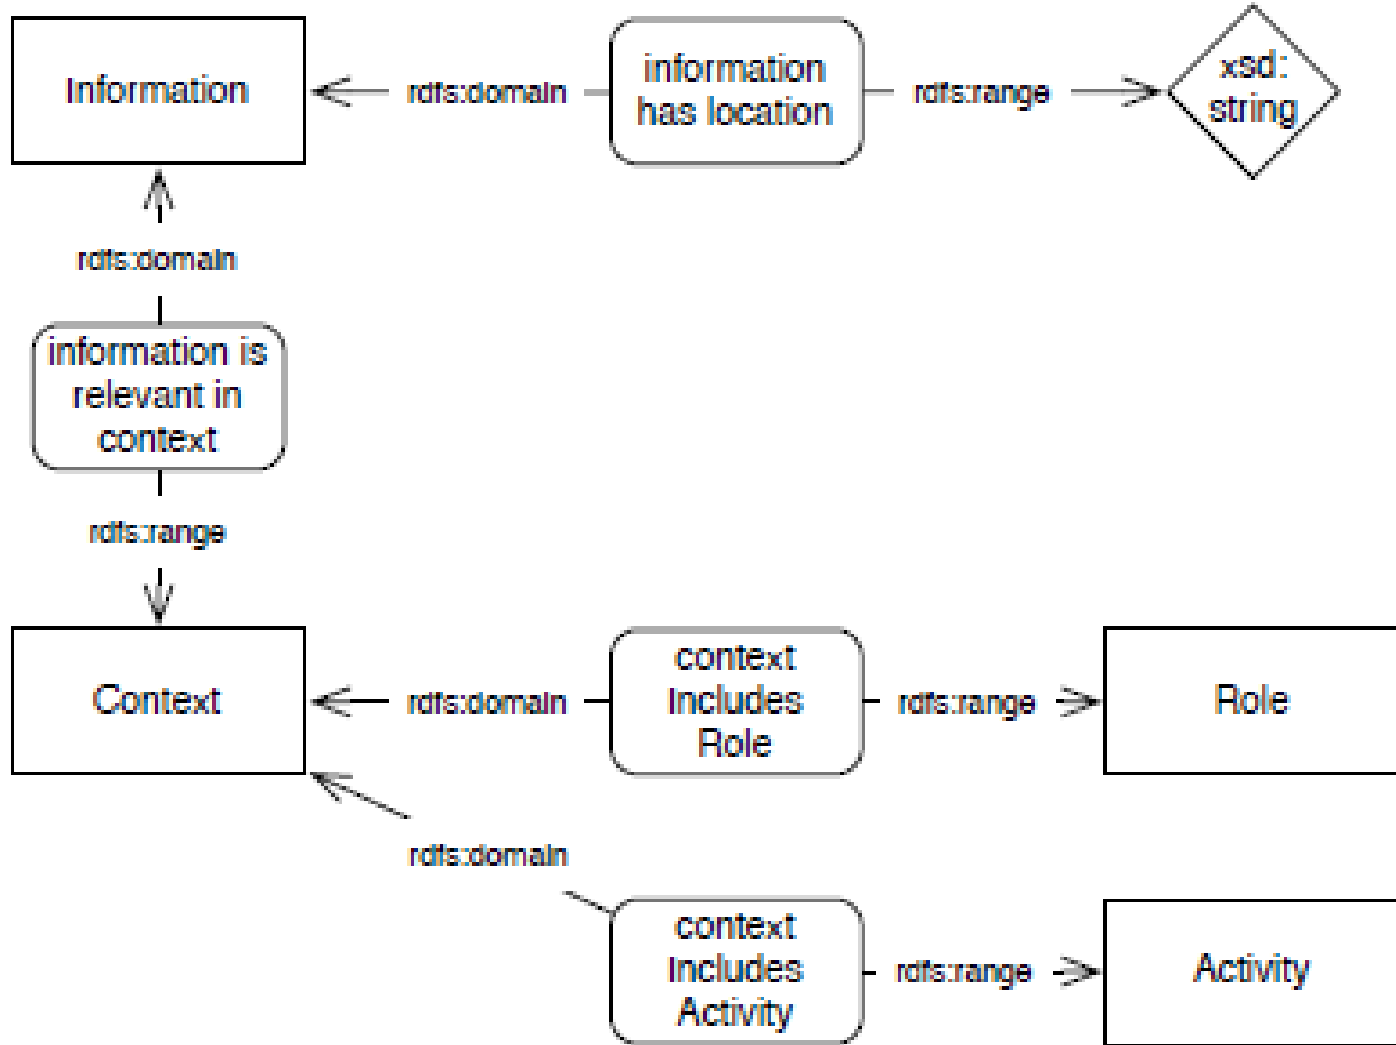 Information
rdfs:domain
information
has location
rdfs:range
xsd:
string
rdfs:domain
information is
relevant in
context
rdfs:range
Context
rdfs:domain
context
includes
Role
rdfs:range
Role
rdfs:domain
context
includes
Activity
rdfs:range
Activity